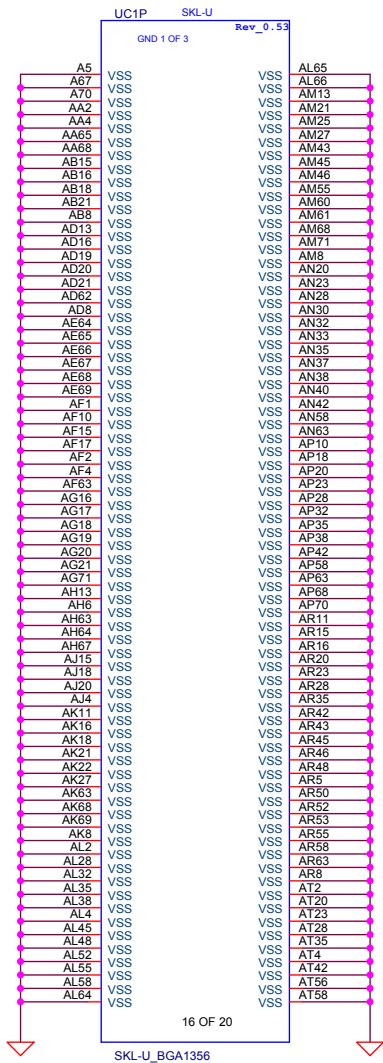 UC1P SKL-U
Rev_0.53
GND 1 OF 3
A5 VSS VSS AL65
A67 VSS VSS AL66
A70 VSS VSS AM13
AA2 VSS VSS AM21
AA4 VSS VSS AM25
AA65 VSS VSS AM27
AA68 VSS VSS AM43
AB15 VSS VSS AM45
AB16 VSS VSS AM46
AB18 VSS VSS AM55
AB21 VSS VSS AM60
AB8 VSS VSS AM61
AD13 VSS VSS AM68
AD16 VSS VSS AM71
AD19 VSS VSS AM8
AD20 VSS VSS AN20
AD21 VSS VSS AN23
AD62 VSS VSS AN28
AD8 VSS VSS AN30
AE64 VSS VSS AN32
AE65 VSS VSS AN33
AE66 VSS VSS AN35
AE67 VSS VSS AN37
AE68 VSS VSS AN38
AE69 VSS VSS AN40
AF1 VSS VSS AN42
AF10 VSS VSS AN58
AF15 VSS VSS AN63
AF17 VSS VSS AP10
AF2 VSS VSS AP18
AF4 VSS VSS AP20
AF63 VSS VSS AP23
AG16 VSS VSS AP28
AG17 VSS VSS AP32
AG18 VSS VSS AP35
AG19 VSS VSS AP38
AG20 VSS VSS AP42
AG21 VSS VSS AP58
AG71 VSS VSS AP63
AH13 VSS VSS AP68
AH6 VSS VSS AP70
AH63 VSS VSS AR11
AH64 VSS VSS AR15
AH67 VSS VSS AR16
AJ15 VSS VSS AR20
AJ18 VSS VSS AR23
AJ20 VSS VSS AR28
AJ4 VSS VSS AR35
AK11 VSS VSS AR42
AK16 VSS VSS AR43
AK18 VSS VSS AR45
AK21 VSS VSS AR46
AK22 VSS VSS AR48
AK27 VSS VSS AR5
AK63 VSS VSS AR50
AK68 VSS VSS AR52
AK69 VSS VSS AR53
AK8 VSS VSS AR55
AL2 VSS VSS AR58
AL28 VSS VSS AR63
AL32 VSS VSS AR8
AL35 VSS VSS AT2
AL38 VSS VSS AT20
AL4 VSS VSS AT23
AL45 VSS VSS AT28
AL48 VSS VSS AT35
AL52 VSS VSS AT4
AL55 VSS VSS AT42
AL58 VSS VSS AT56
AL64 VSS VSS AT58
16 OF 20
SKL-U_BGA1356